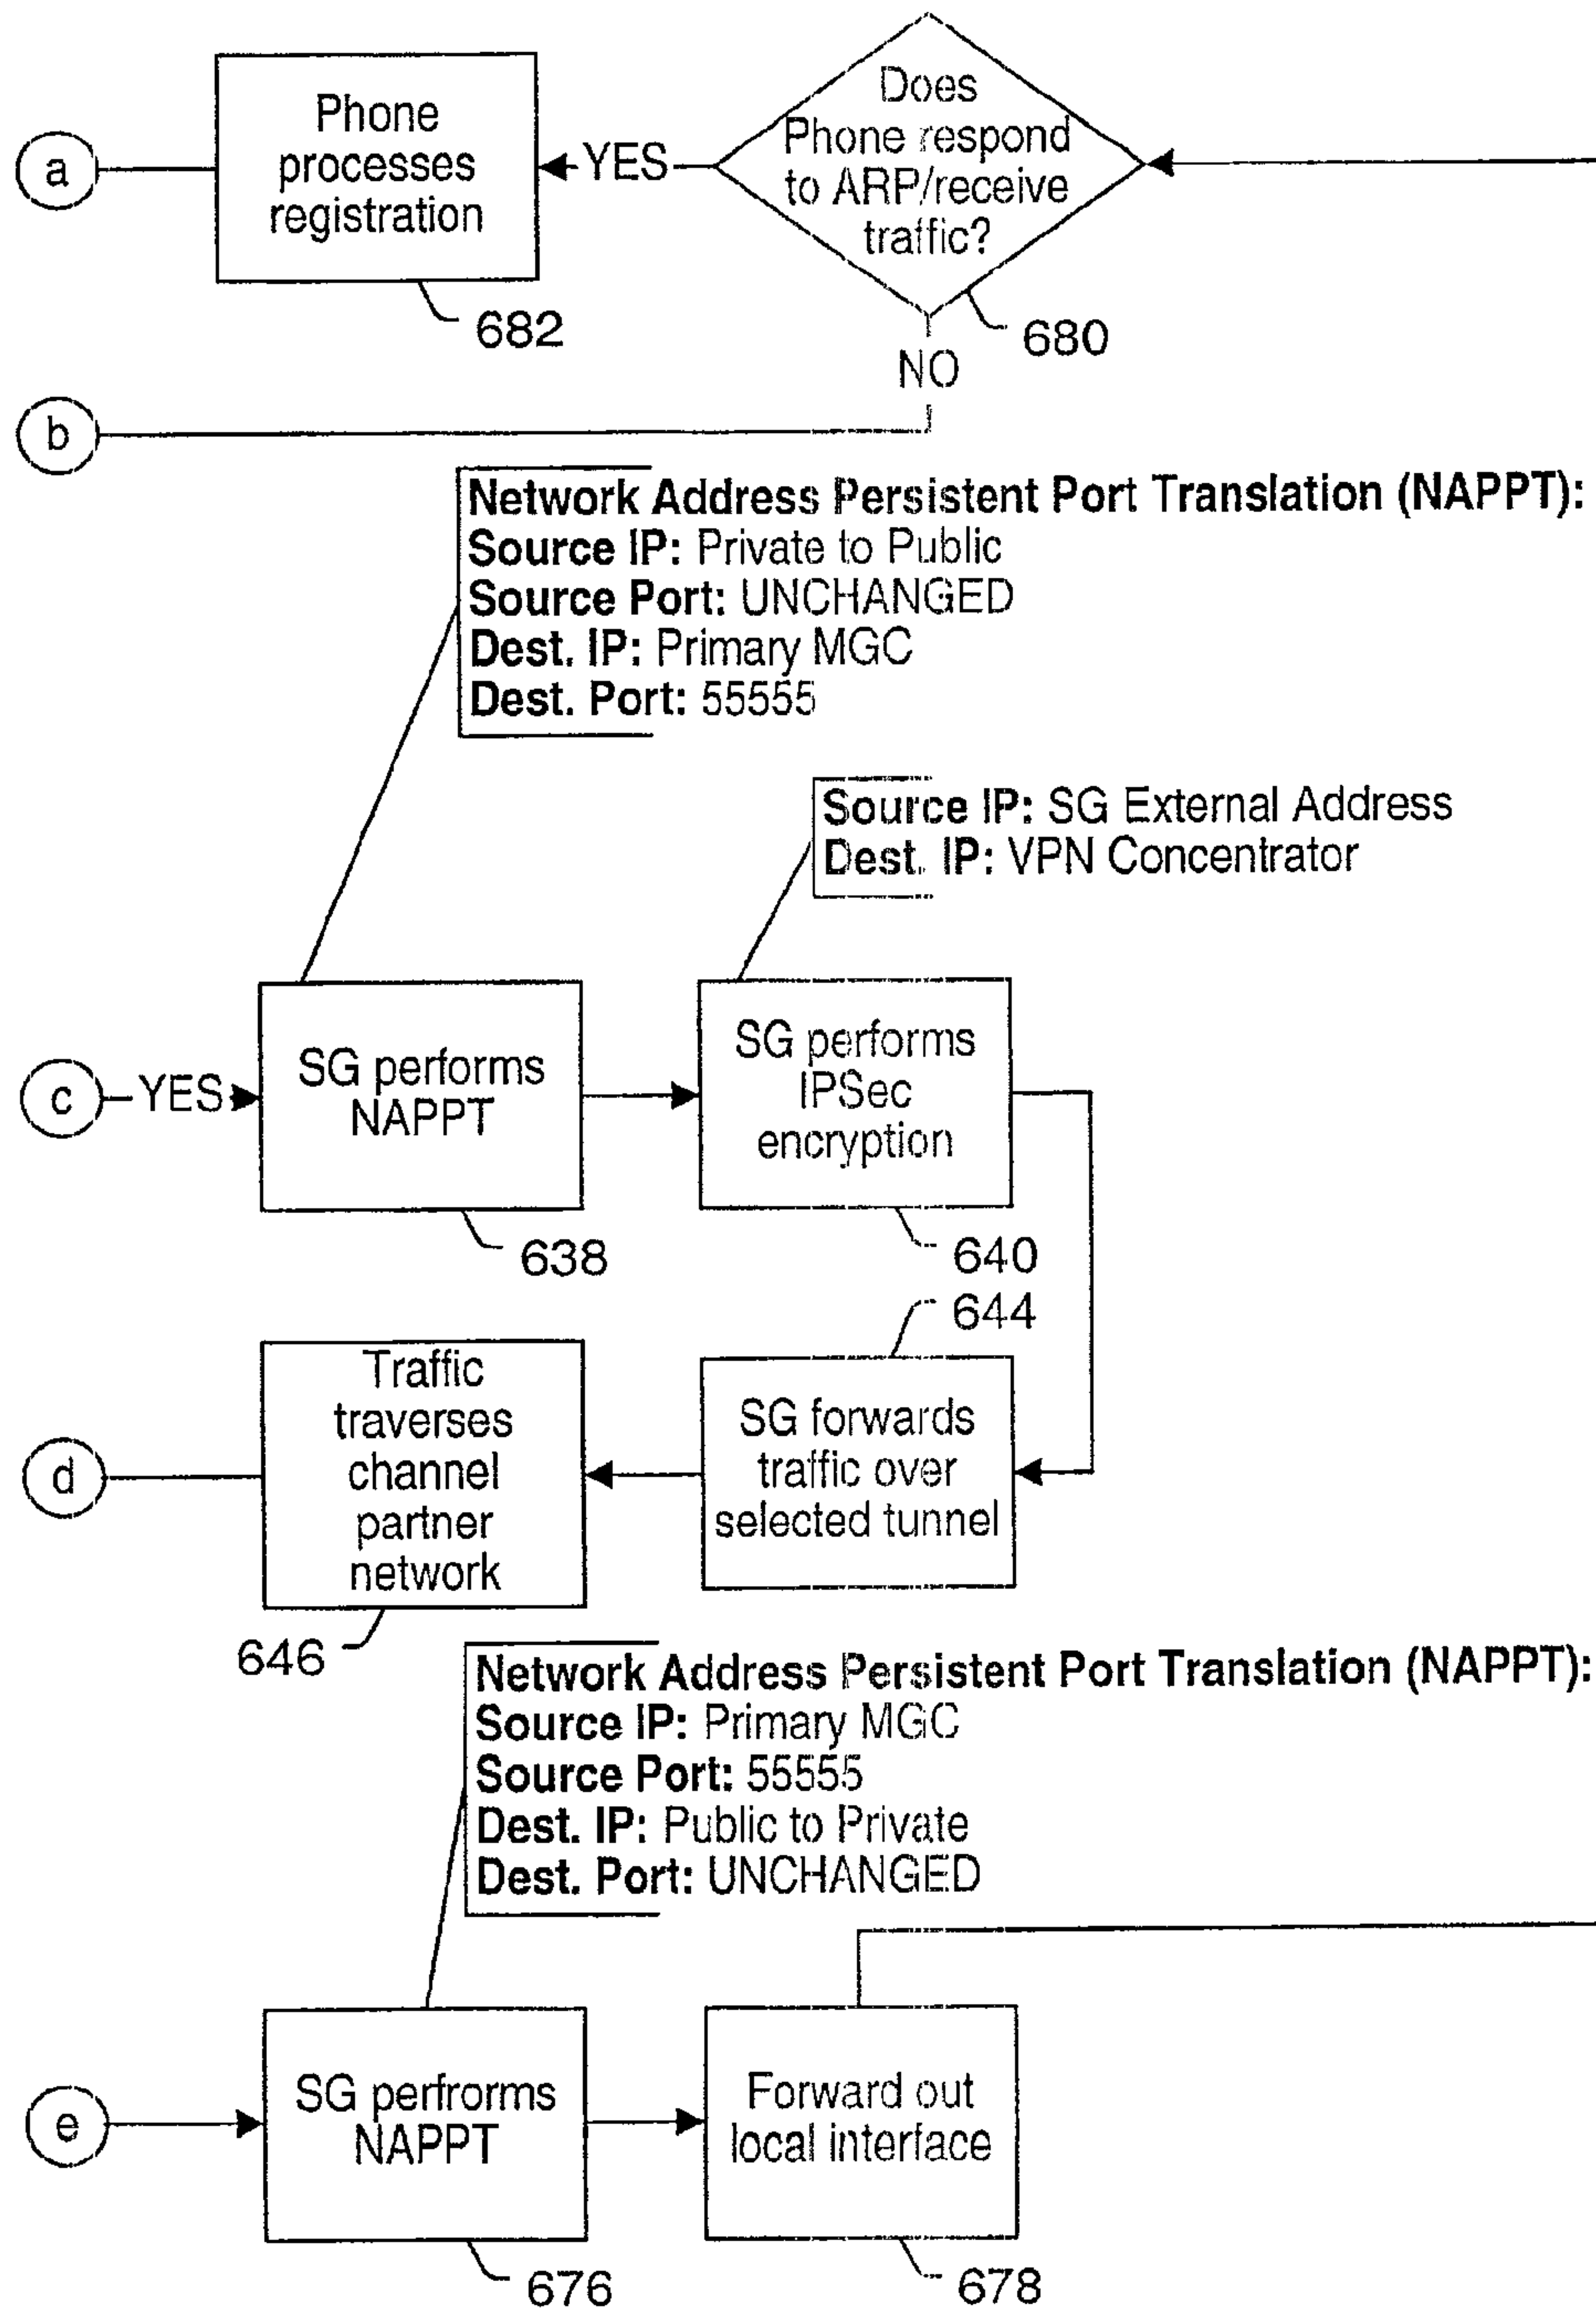 Does
Phone respond
to ARP/receive
traffic?
YES
Phone
processes
registration
a
682
680
NO
b
Network Address Persistent Port Translation (NAPPT):
Source IP: Private to Public
Source Port: UNCHANGED
Dest. IP: Primary MGC
Dest. Port: 55555
Source IP: SG External Address
Dest. IP: VPN Concentrator
c
YES
SG performs
NAPPT
638
SG performs
IPSec
encryption
640
644
SG forwards
traffic over
selected tunnel
Traffic
traverses
channel
partner
network
d
646
Network Address Persistent Port Translation (NAPPT):
Source IP: Primary MGC
Source Port: 55555
Dest. IP: Public to Private
Dest. Port: UNCHANGED
e
SG perfrorms
NAPPT
676
Forward out
local interface
678